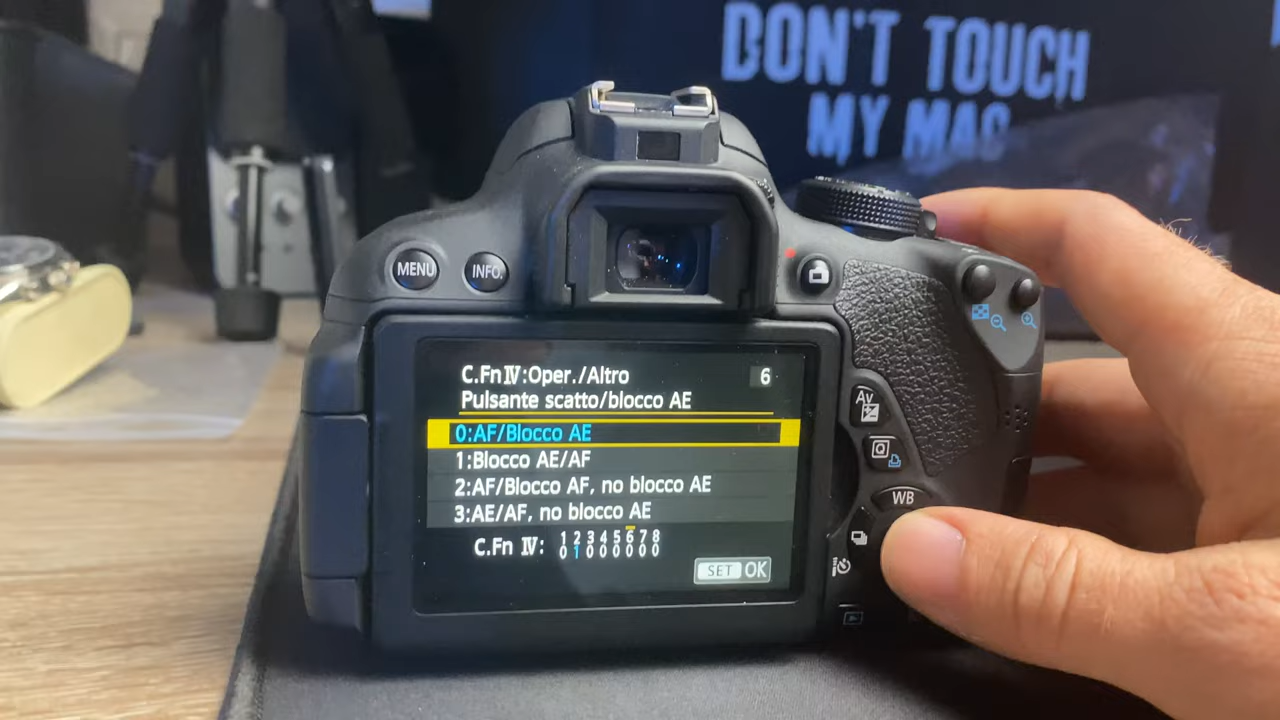 DON'T TOUCH
MY MAC
MENU
INFO.
C.Fn IV:Oper./Altro 6
Pulsante scatto/blocco AE
0:AF/Blocco AE
1:Blocco AE/AF
2:AF/Blocco AF, no blocco AE
3:AE/AF, no blocco AE
C.Fn IV: 1 2 3 4 5 6 7 8
0 1 0 0 0 0 0 0
SET OK
Av
Q
WB